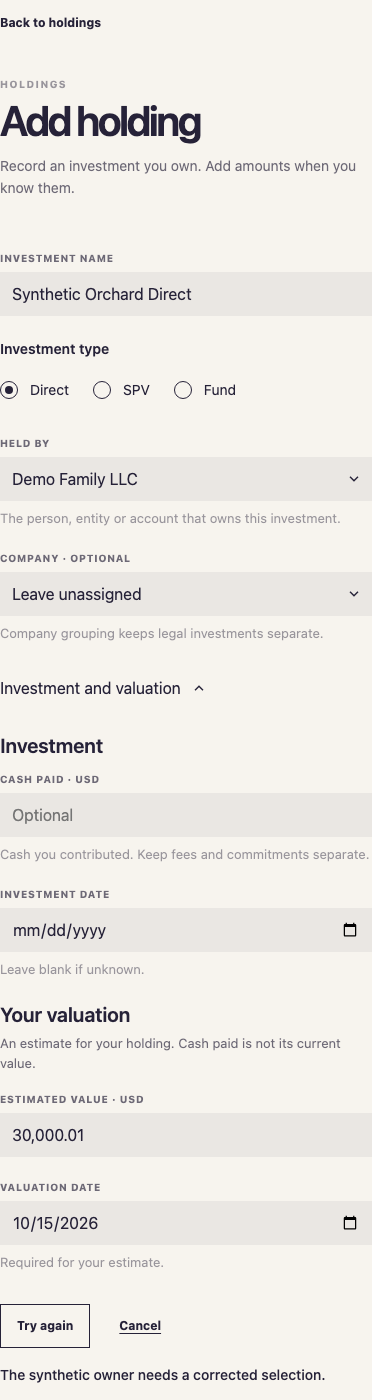 Back to holdings
HOLDINGS
Add holding
Record an investment you own. Add amounts when you
know them.
INVESTMENT NAME
Synthetic Orchard Direct
Investment type
Direct SPV Fund
HELD BY
Demo Family LLC
The person, entity or account that owns this investment.
COMPANY · OPTIONAL
Leave unassigned
Company grouping keeps legal investments separate.
Investment and valuation
Investment
CASH PAID · USD
Optional
Cash you contributed. Keep fees and commitments separate.
INVESTMENT DATE
mm/dd/yyyy
Leave blank if unknown.
Your valuation
An estimate for your holding. Cash paid is not its current
value.
ESTIMATED VALUE · USD
30,000.01
VALUATION DATE
10/15/2026
Required for your estimate.
Try again Cancel
The synthetic owner needs a corrected selection.